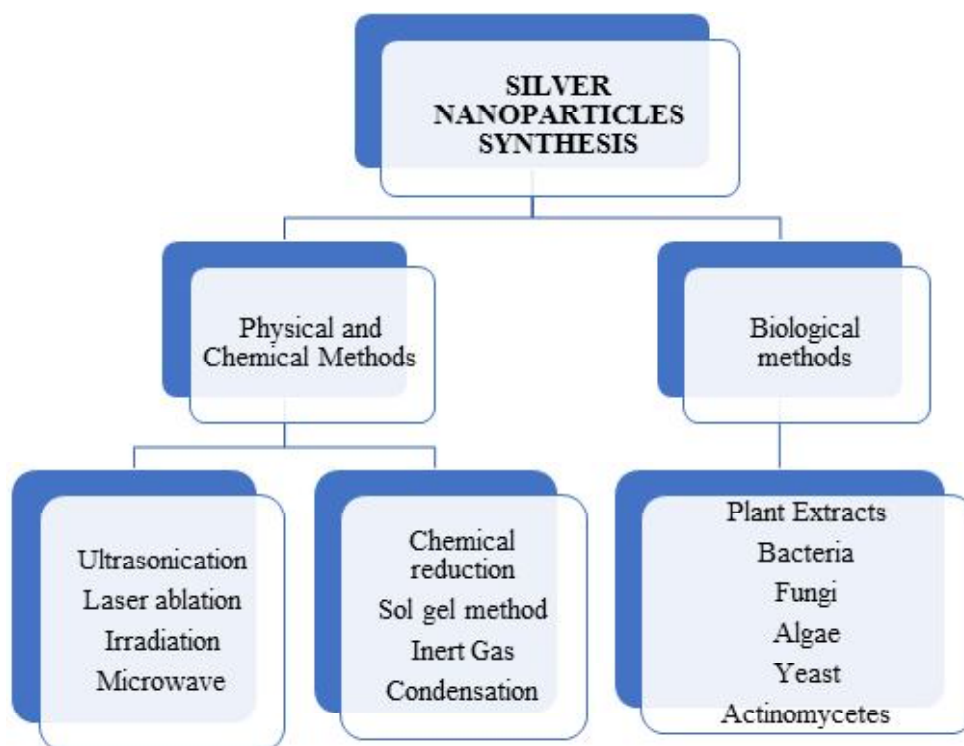 SILVER
NANOPARTICLES
SYNTHESIS
Physical and
Chemical Methods
Biological
methods
Ultrasonication
Laser ablation
Irradiation
Microwave
Chemical
reduction
Sol gel method
Inert Gas
Condensation
Plant Extracts
Bacteria
Fungi
Algae
Yeast
Actinomycetes